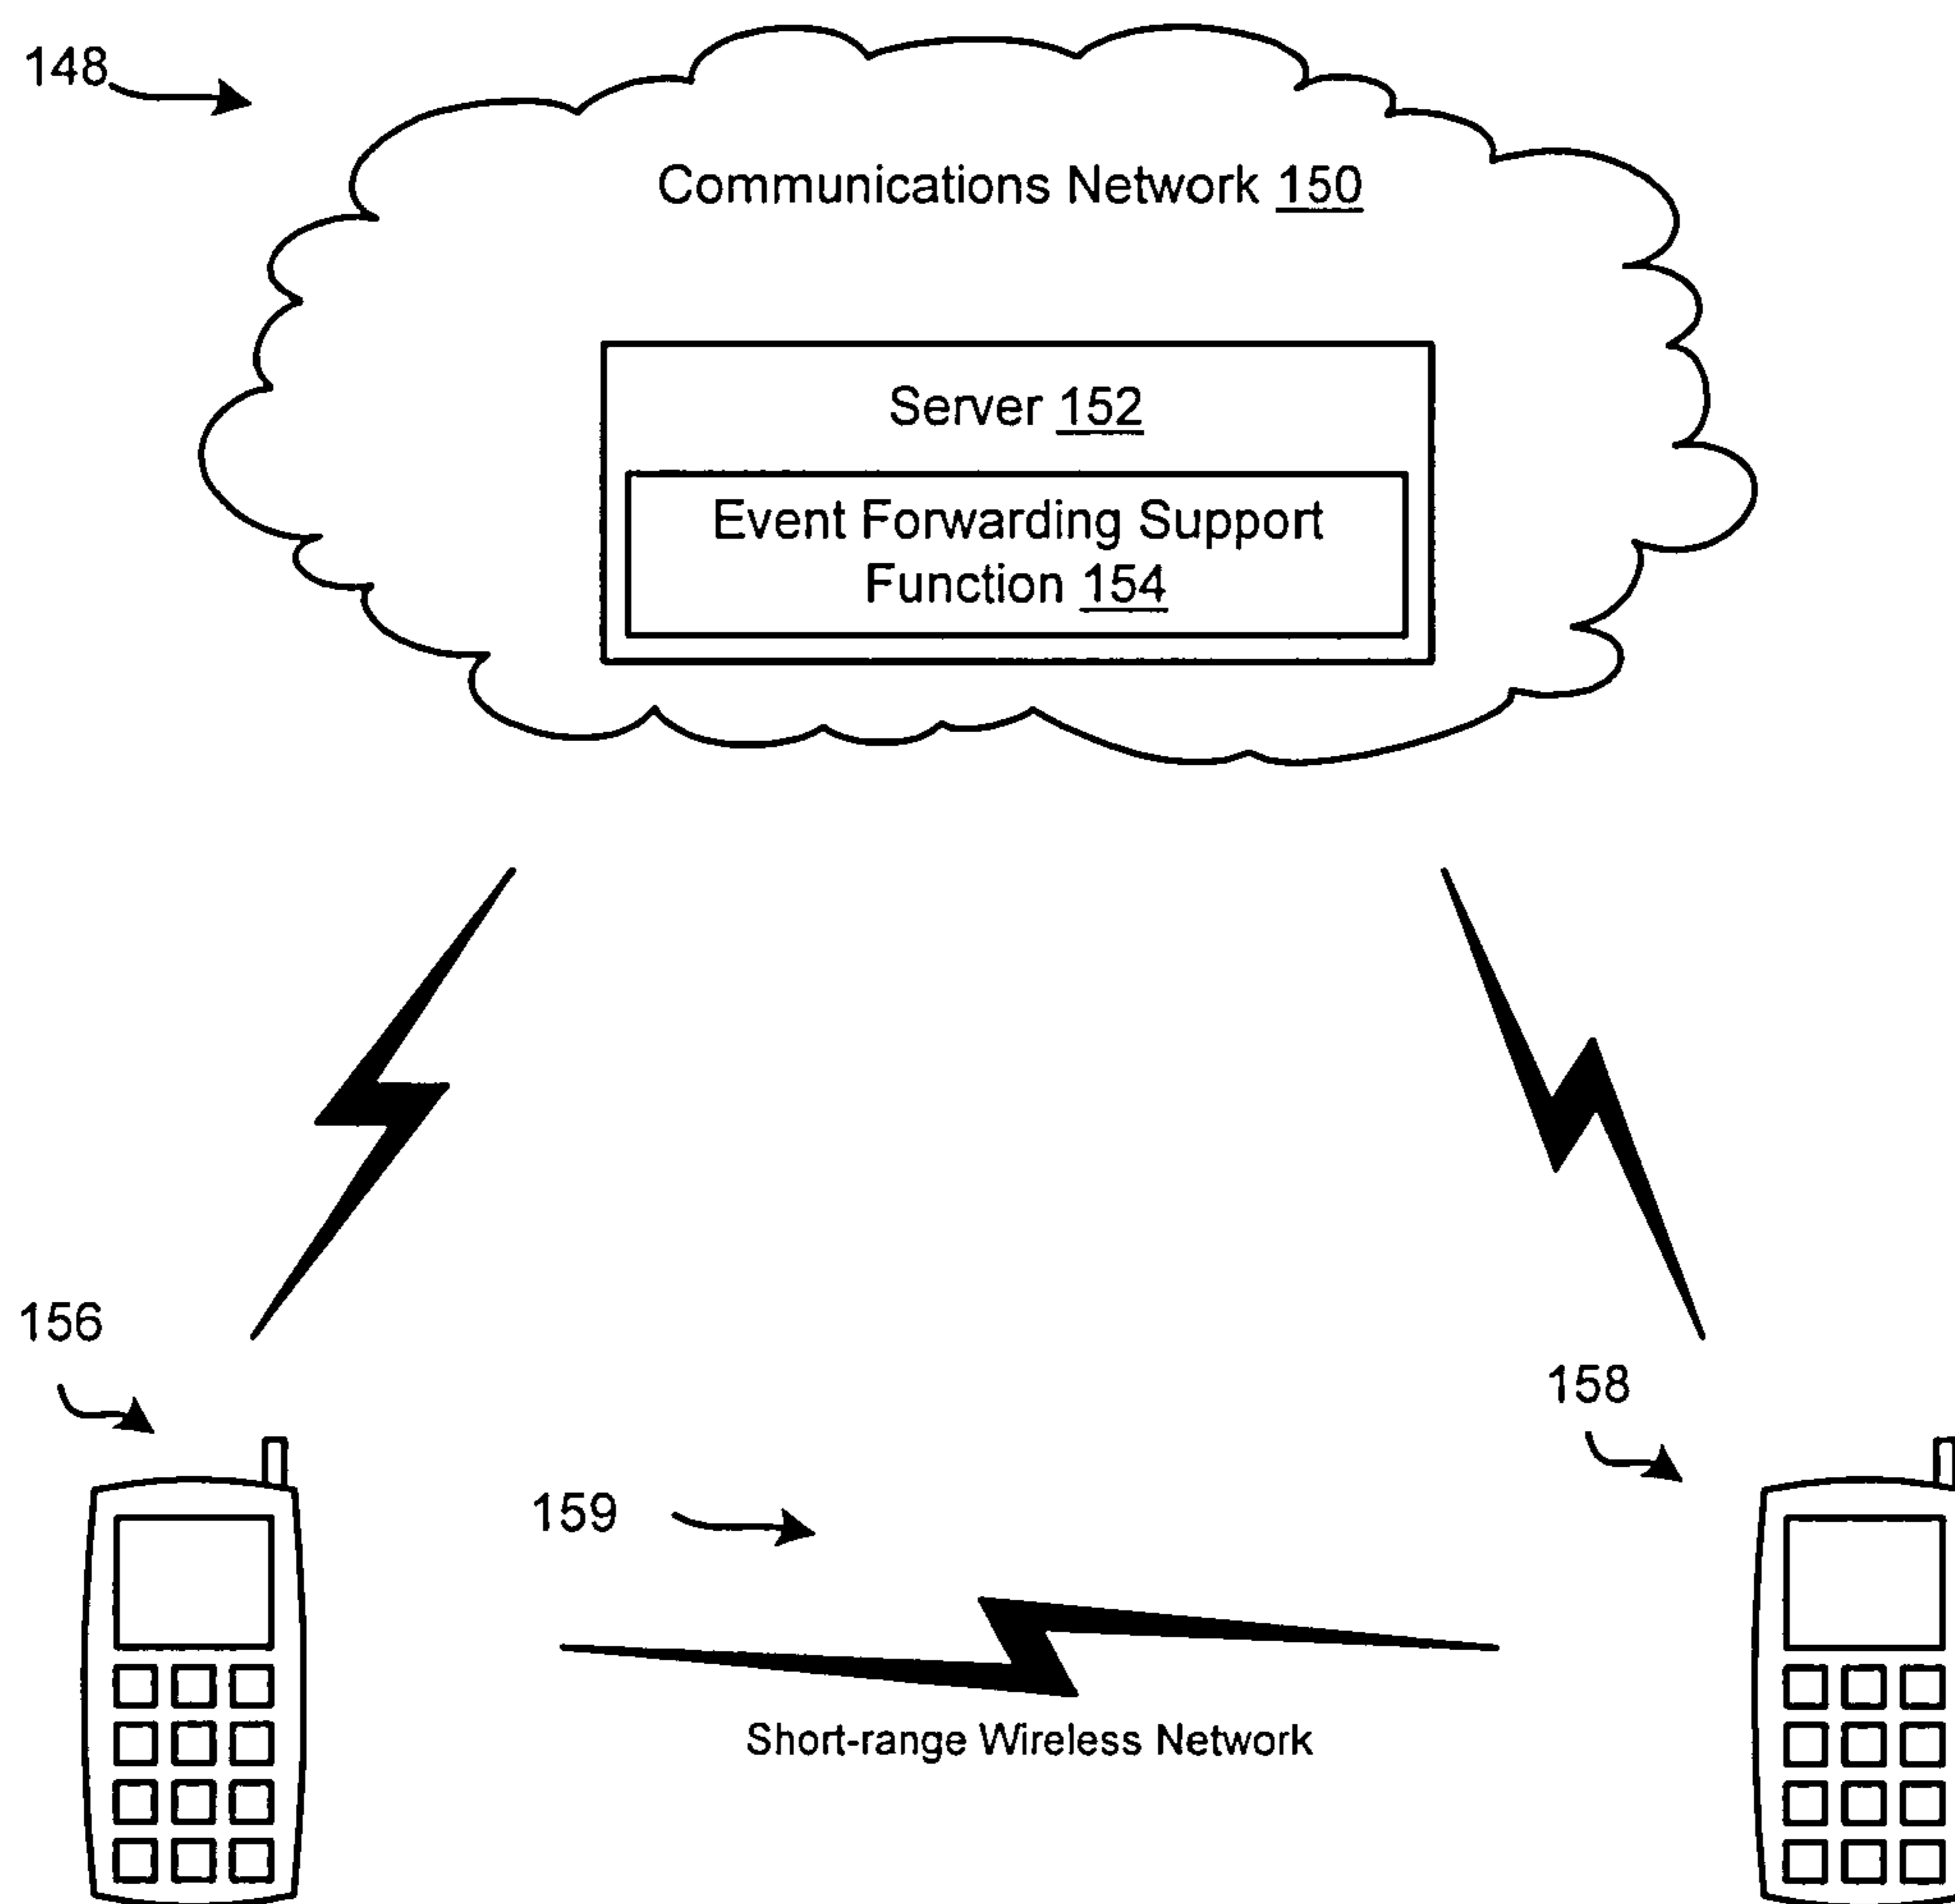 148
Communications Network 150
Server 152
Event Forwarding Support
Function 154
156
158
159
Short-range Wireless Network